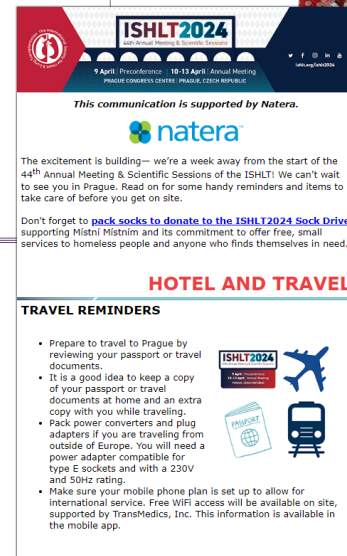 ISHLT2024
44th Annual Meeting & Scientific Sessions
9 April | Preconference | 10-13 April | Annual Meeting
PRAGUE CONGRESS CENTRE | PRAGUE, CZECH REPUBLIC
ishlt.org/ishlt2024
This communication is supported by Natera.
natera
The excitement is building— we're a week away from the start of the
44th Annual Meeting & Scientific Sessions of the ISHLT! We can't wait
to see you in Prague. Read on for some handy reminders and items to
take care of before you get on site.
Don't forget to pack socks to donate to the ISHLT2024 Sock Drive
supporting Místní Místním and its commitment to offer free, small
services to homeless people and anyone who finds themselves in need.
HOTEL AND TRAVEL
TRAVEL REMINDERS
• Prepare to travel to Prague by
reviewing your passport or travel
documents.
• It is a good idea to keep a copy
of your passport or travel
documents at home and an extra
copy with you while traveling.
• Pack power converters and plug
adapters if you are traveling from
outside of Europe. You will need a
power adapter compatible for
type E sockets and with a 230V
and 50Hz rating.
• Make sure your mobile phone plan is set up to allow for
international service. Free WiFi access will be available on site,
supported by TransMedics, Inc. This information is available in
the mobile app.
ISHLT2024
PASSPORT